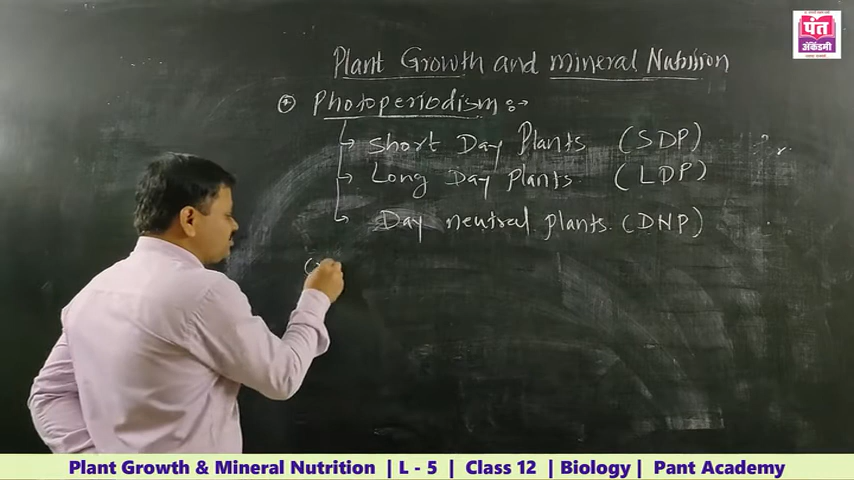 पंत
अकॅडमी
Plant Growth and mineral Nutrition
Photoperiodism :→
Short Day Plants (SDP)
Long Day plants (LDP)
Day neutral plants. (DNP)
Plant Growth & Mineral Nutrition | L - 5 | Class 12 | Biology | Pant Academy